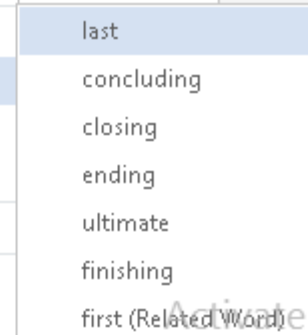 last
concluding
closing
ending
ultimate
finishing
first (Related Word)
Activate